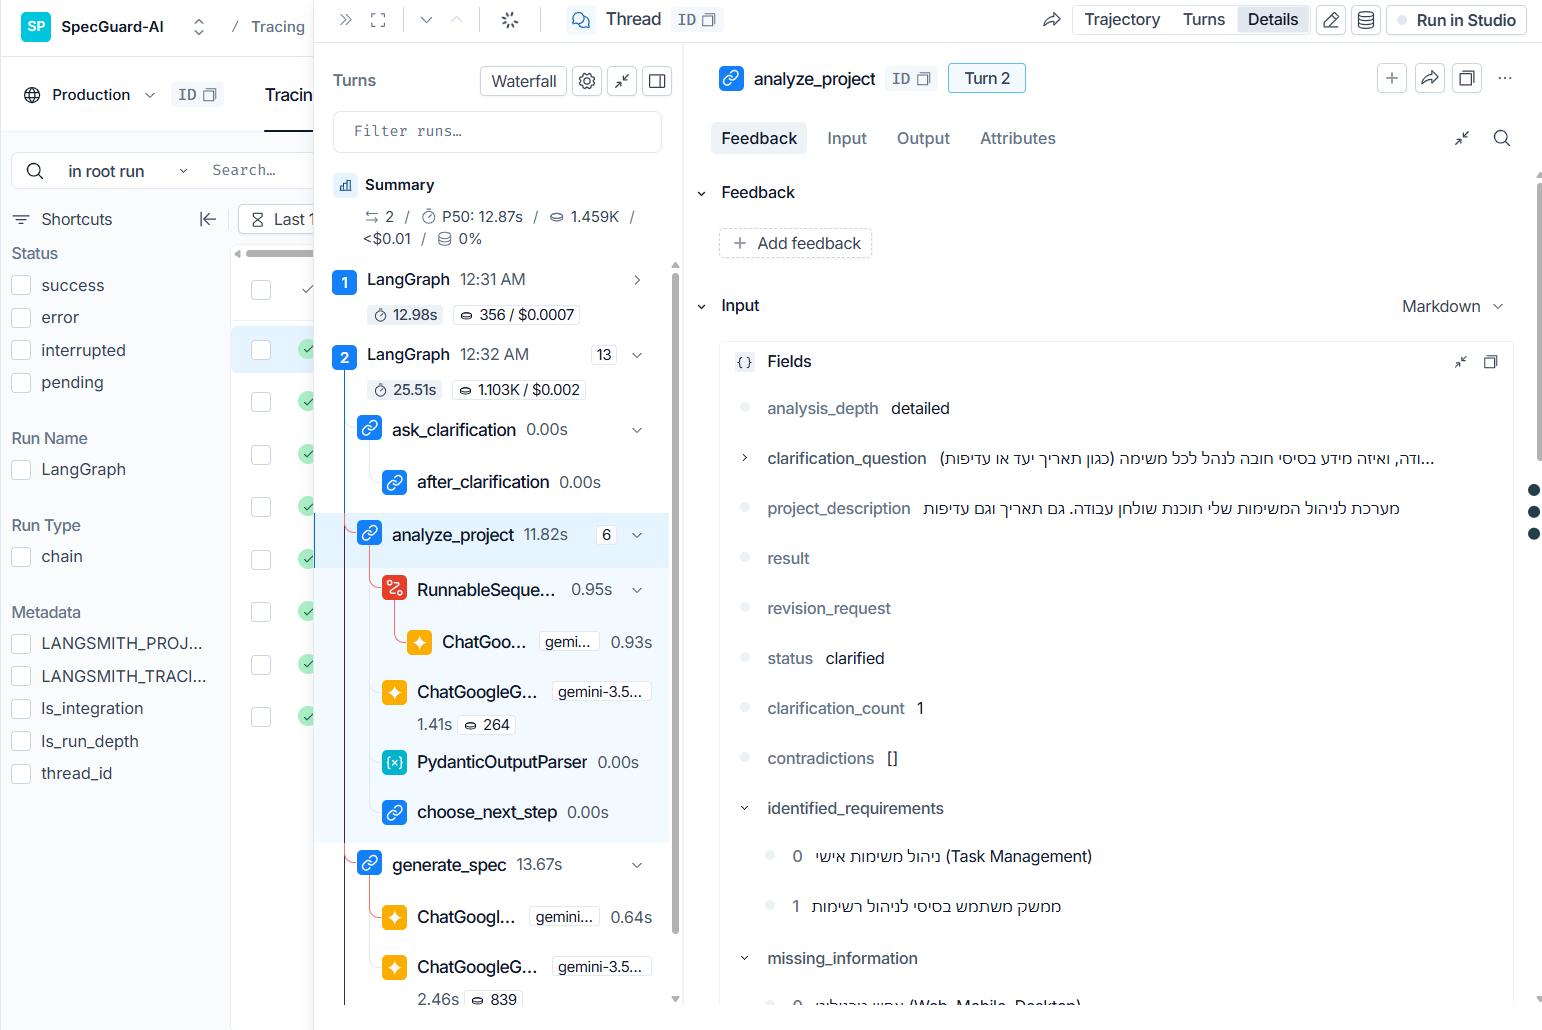 SP SpecGuard-AI / Tracing
Production ID Tracin
in root run Search...
Shortcuts Last 1
Status
success
error
interrupted
pending
Run Name
LangGraph
Run Type
chain
Metadata
LANGSMITH_PROJ...
LANGSMITH_TRACI...
ls_integration
ls_run_depth
thread_id
Thread ID Trajectory Turns Details Run in Studio
Turns Waterfall
Filter runs...
Summary
2 / P50: 12.87s / 1.459K /
<$0.01 / 0%
1 LangGraph 12:31 AM
12.98s 356 / $0.0007
2 LangGraph 12:32 AM 13
25.51s 1.103K / $0.002
ask_clarification 0.00s
after_clarification 0.00s
analyze_project 11.82s 6
RunnableSeque... 0.95s
ChatGoo... gemi... 0.93s
ChatGoogleG... gemini-3.5...
1.41s 264
PydanticOutputParser 0.00s
choose_next_step 0.00s
generate_spec 13.67s
ChatGoogl... gemini... 0.64s
ChatGoogleG... gemini-3.5...
2.46s 839
analyze_project ID Turn 2
Feedback Input Output Attributes
Feedback
Add feedback
Input Markdown
{} Fields
analysis_depth detailed
clarification_question ...ודה, ואיזה מידע בסיסי חובה לנהל לכל משימה (כגון תאריך יעד או עדיפות)
project_description מערכת לניהול המשימות שלי תוכנת שולחן עבודה. גם תאריך וגם עדיפות
result
revision_request
status clarified
clarification_count 1
contradictions []
identified_requirements
0 ניהול משימות אישי (Task Management)
1 ממשק משתמש בסיסי לניהול רשימות
missing_information